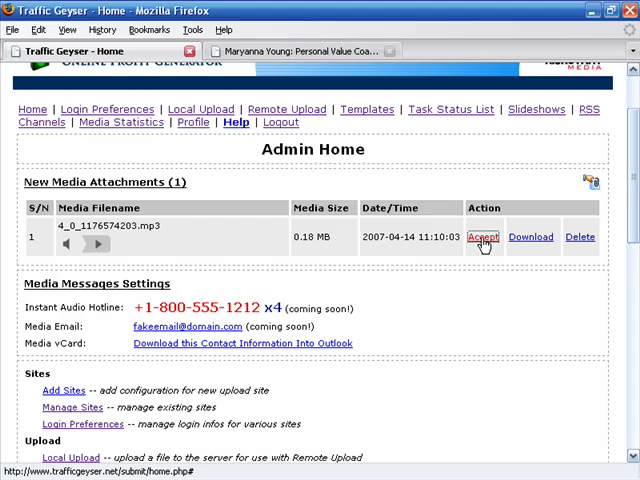 Traffic Geyser - Home - Mozilla Firefox
File Edit View History Bookmarks Tools Help
Traffic Geyser - Home
Maryanna Young: Personal Value Coa...
ONLINE PROFIT GENERATOR
MEDIA
Home | Login Preferences | Local Upload | Remote Upload | Templates | Task Status List | Slideshows | RSS
Channels | Media Statistics | Profile | Help | Logout
Admin Home
New Media Attachments (1)
S/N Media Filename Media Size Date/Time Action
4_0_1176574203.mp3
1 0.18 MB 2007-04-14 11:10:03 Accept Download Delete
Media Messages Settings
Instant Audio Hotline: +1-800-555-1212 x4 (coming soon!)
Media Email: fakeemail@domain.com (coming soon!)
Media vCard: Download this Contact Information Into Outlook
Sites
Add Sites -- add configuration for new upload site
Manage Sites -- manage existing sites
Login Preferences -- manage login infos for various sites
Upload
Local Upload -- upload a file to the server for use with Remote Upload
http://www.trafficgeyser.net/submit/home.php#